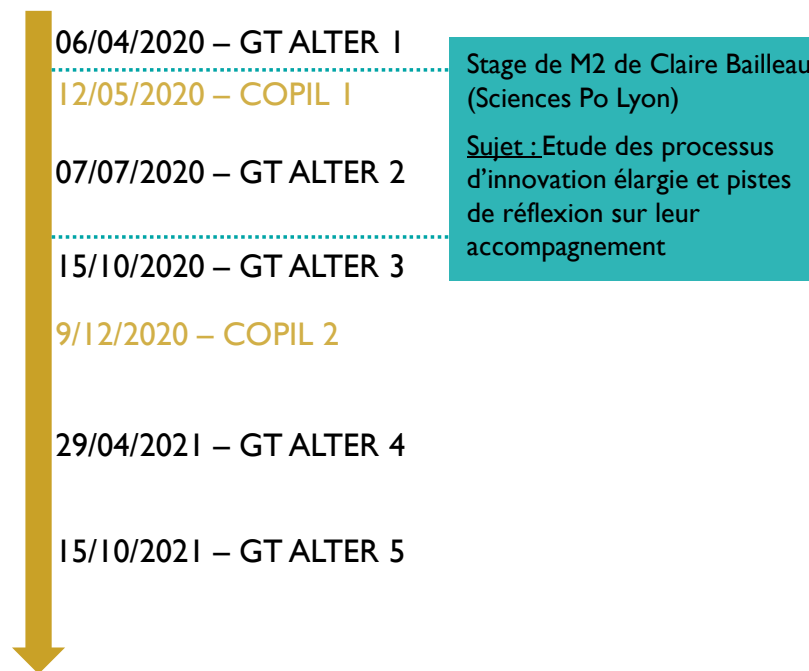 06/04/2020 – GT ALTER 1
12/05/2020 – COPIL 1
07/07/2020 – GT ALTER 2
15/10/2020 – GT ALTER 3
9/12/2020 – COPIL 2
29/04/2021 – GT ALTER 4
15/10/2021 – GT ALTER 5
Stage de M2 de Claire Bailleau
(Sciences Po Lyon)
Sujet : Etude des processus
d’innovation élargie et pistes
de réflexion sur leur
accompagnement